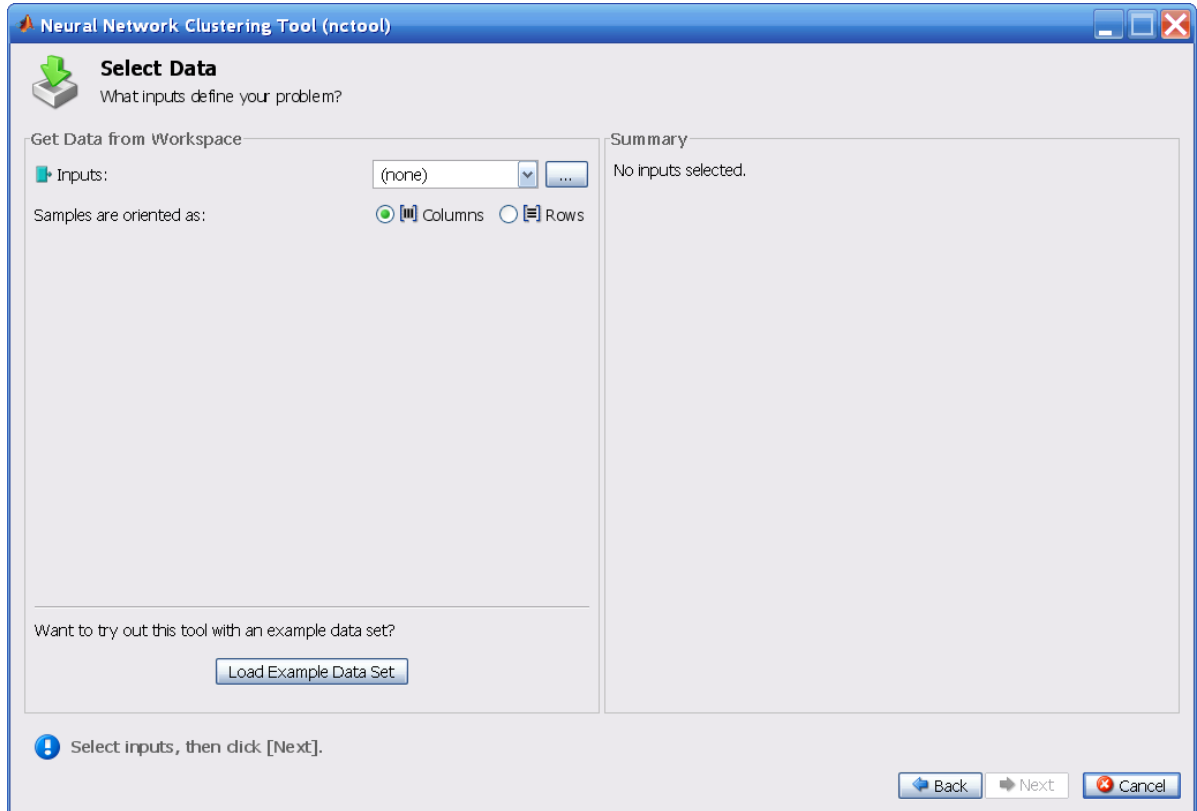 Neural Network Clustering Tool (nctool)
Select Data
What inputs define your problem?
Get Data from Workspace
Inputs: (none) ...
Samples are oriented as: Columns Rows
Want to try out this tool with an example data set?
Load Example Data Set
Summary
No inputs selected.
Select inputs, then click [Next].
Back Next Cancel